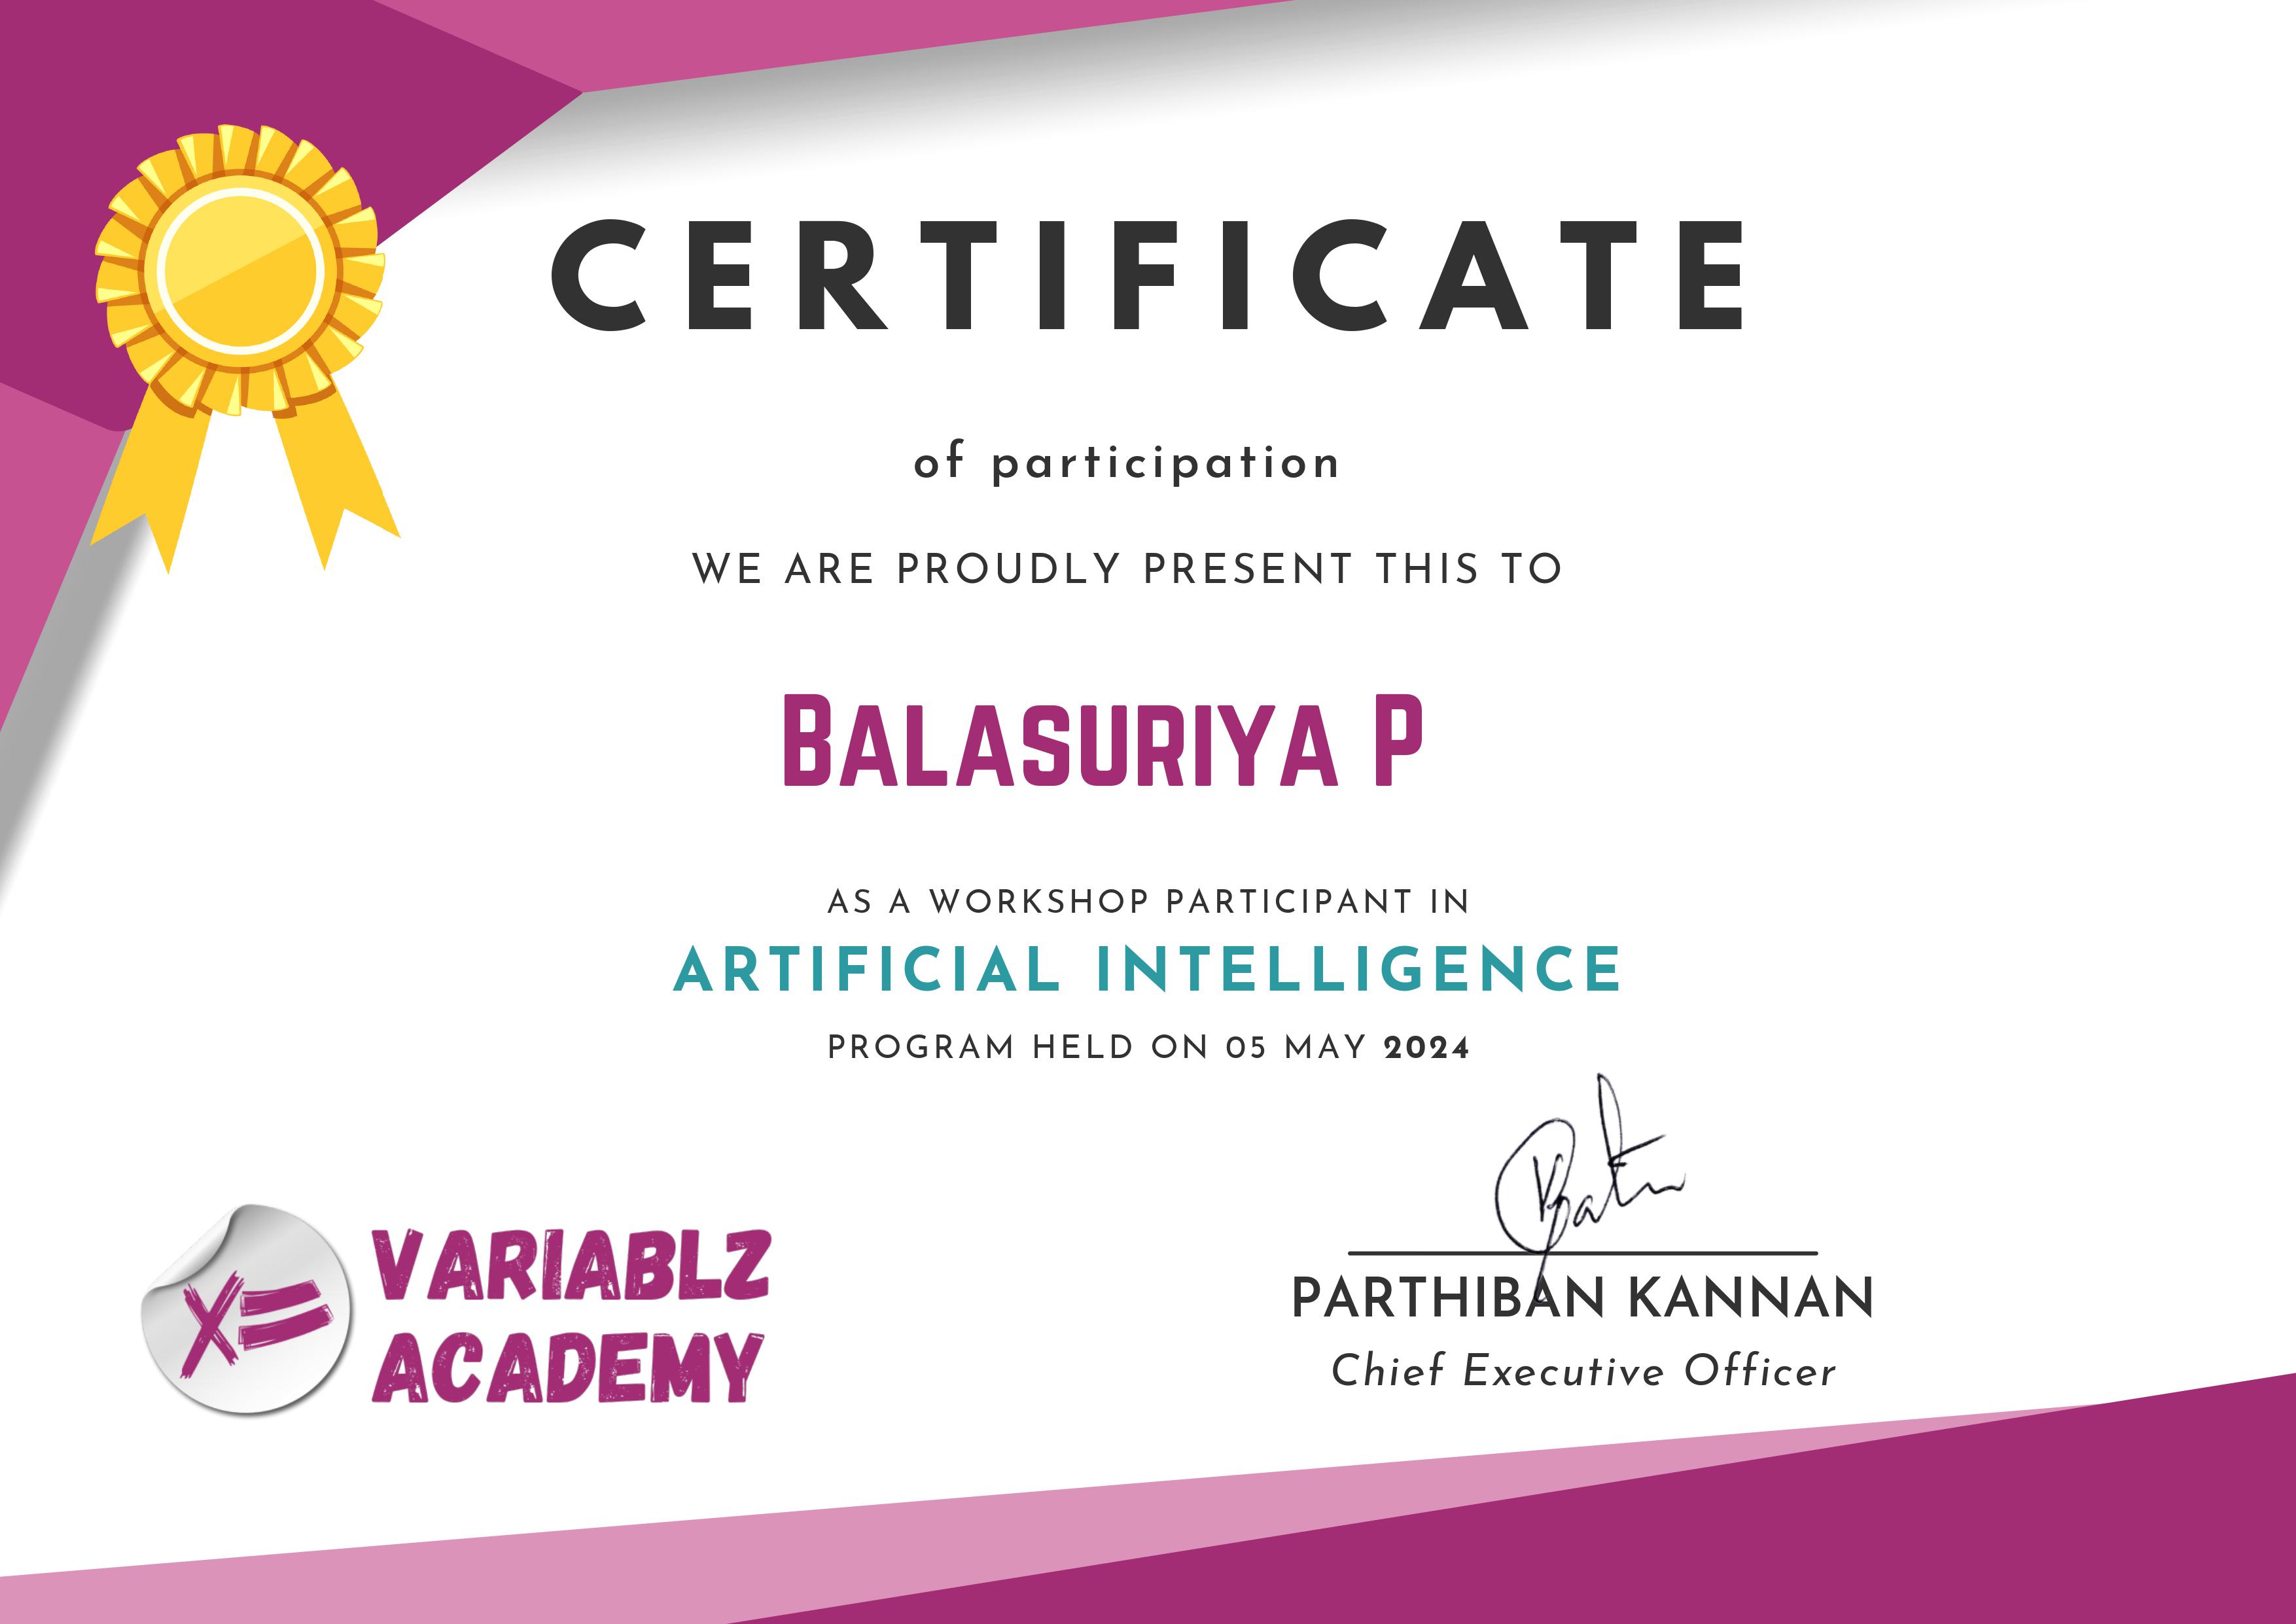 CERTIFICATE
of participation
WE ARE PROUDLY PRESENT THIS TO
BALASURIYA P
AS A WORKSHOP PARTICIPANT IN
ARTIFICIAL INTELLIGENCE
PROGRAM HELD ON 05 MAY 2024
X=
VARIABLZ
ACADEMY
PARTHIBAN KANNAN
Chief Executive Officer